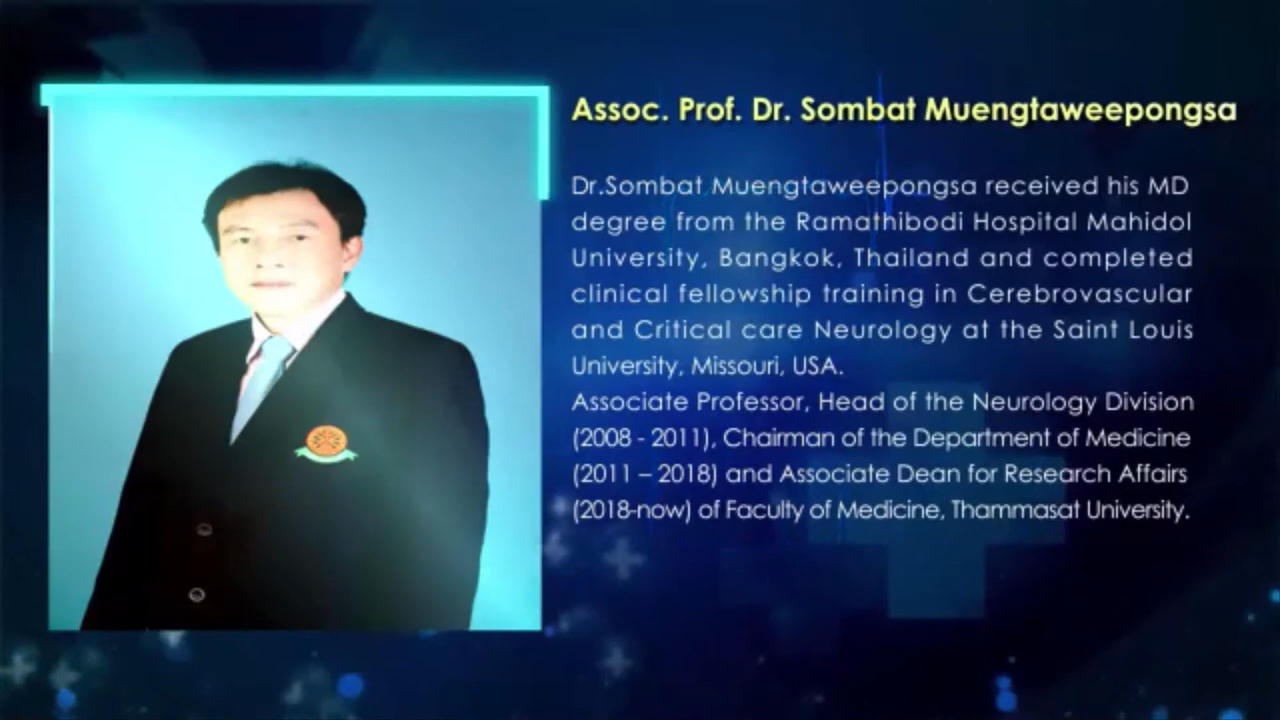 Assoc. Prof. Dr. Sombat Muengtaweepongsa
Dr.Sombat Muengtaweepongsa received his MD
degree from the Ramathibodi Hospital Mahidol
University, Bangkok, Thailand and completed
clinical fellowship training in Cerebrovascular
and Critical care Neurology at the Saint Louis
University, Missouri, USA.
Associate Professor, Head of the Neurology Division
(2008 - 2011), Chairman of the Department of Medicine
(2011 – 2018) and Associate Dean for Research Affairs
(2018-now) of Faculty of Medicine, Thammasat University.